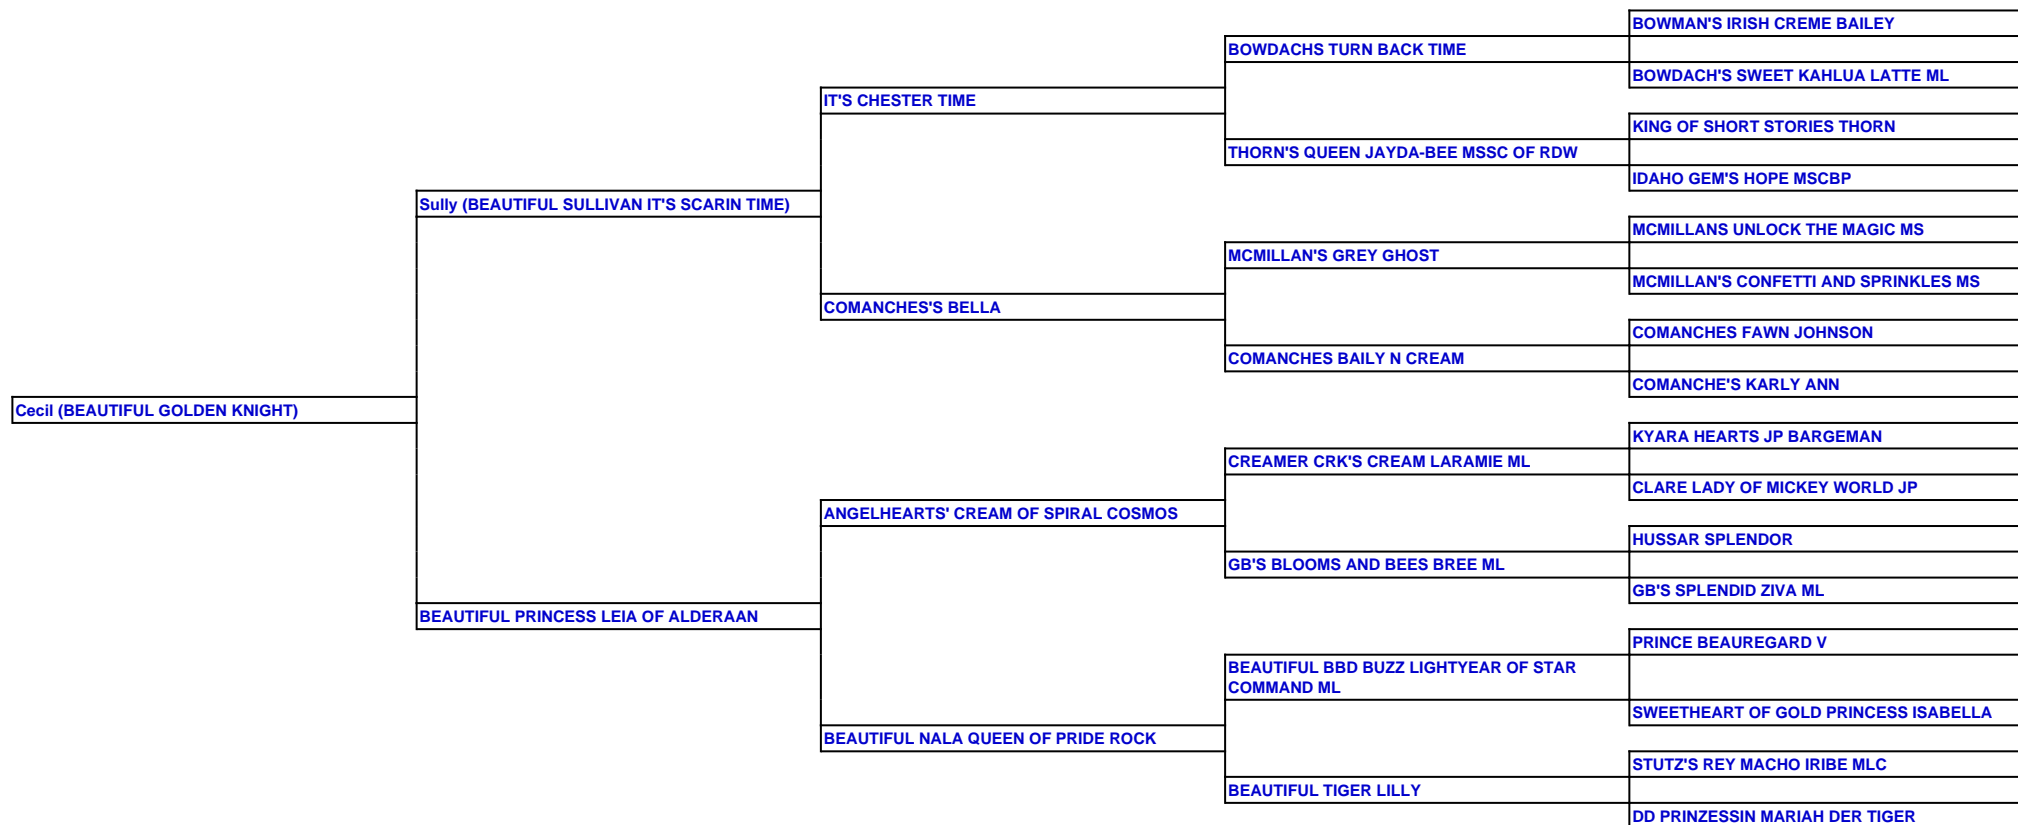 BOWMAN'S IRISH CREME BAILEY
BOWDACHS TURN BACK TIME
BOWDACH'S SWEET KAHLUA LATTE ML
IT'S CHESTER TIME
KING OF SHORT STORIES THORN
THORN'S QUEEN JAYDA-BEE MSSC OF RDW
IDAHO GEM'S HOPE MSCBP
Sully (BEAUTIFUL SULLIVAN IT'S SCARIN TIME)
MCMILLANS UNLOCK THE MAGIC MS
MCMILLAN'S GREY GHOST
MCMILLAN'S CONFETTI AND SPRINKLES MS
COMANCHES'S BELLA
COMANCHES FAWN JOHNSON
COMANCHES BAILY N CREAM
COMANCHE'S KARLY ANN
Cecil (BEAUTIFUL GOLDEN KNIGHT)
KYARA HEARTS JP BARGEMAN
CREAMER CRK'S CREAM LARAMIE ML
CLARE LADY OF MICKEY WORLD JP
ANGELHEARTS' CREAM OF SPIRAL COSMOS
HUSSAR SPLENDOR
GB'S BLOOMS AND BEES BREE ML
GB'S SPLENDID ZIVA ML
BEAUTIFUL PRINCESS LEIA OF ALDERAAN
PRINCE BEAUREGARD V
BEAUTIFUL BBD BUZZ LIGHTYEAR OF STAR
COMMAND ML
SWEETHEART OF GOLD PRINCESS ISABELLA
BEAUTIFUL NALA QUEEN OF PRIDE ROCK
STUTZ'S REY MACHO IRIBE MLC
BEAUTIFUL TIGER LILLY
DD PRINZESSIN MARIAH DER TIGER